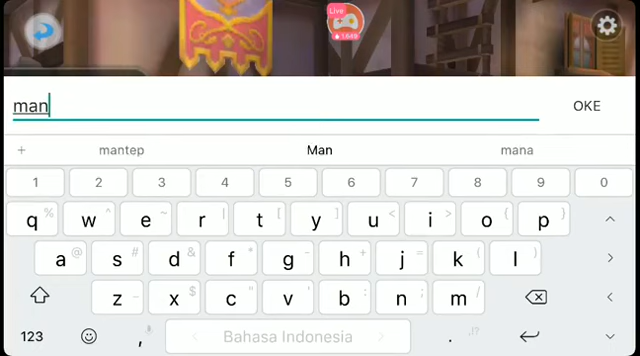 Live
1649
man
OKE
+ mantep Man mana
1 2 3 4 5 6 7 8 9 0
q % w ^ e ~ r | t [ y ] u < i > o { p }
a @ s # d & f * g - h + j = k ( l )
z _ x $ c " v ' b : n ; m /
123 , < Bahasa Indonesia > . .!?